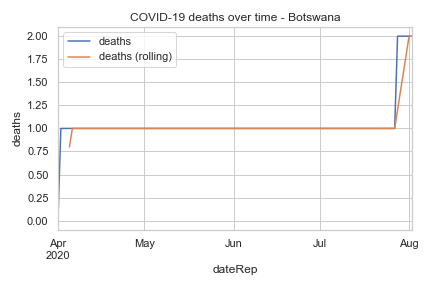 COVID-19 deaths over time - Botswana
deaths
deaths (rolling)
2.00
1.75
1.50
1.25
1.00
0.75
0.50
0.25
0.00
deaths
Apr May Jun Jul Aug
2020
dateRep